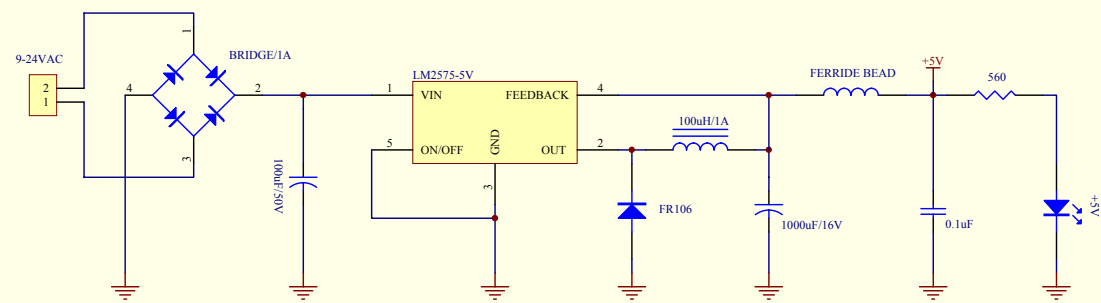 9-24VAC
2
1
1
BRIDGE/1A
4
2
3
100uF/50V
LM2575-5V
1
VIN
FEEDBACK
4
5
ON/OFF
GND
OUT
2
3
100uH/1A
FR106
1000uF/16V
FERRIDE BEAD
+5V
560
0.1uF
+5V